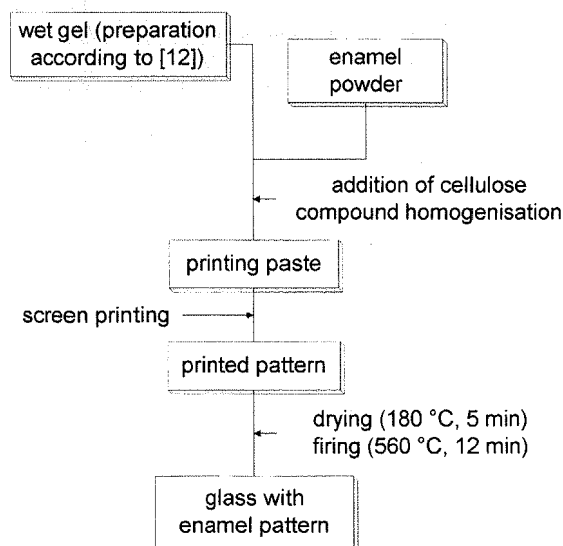 wet gel (preparation
according to [12])
enamel
powder
addition of cellulose
compound homogenisation
printing paste
screen printing
printed pattern
drying (180 °C, 5 min)
firing (560 °C, 12 min)
glass with
enamel pattern